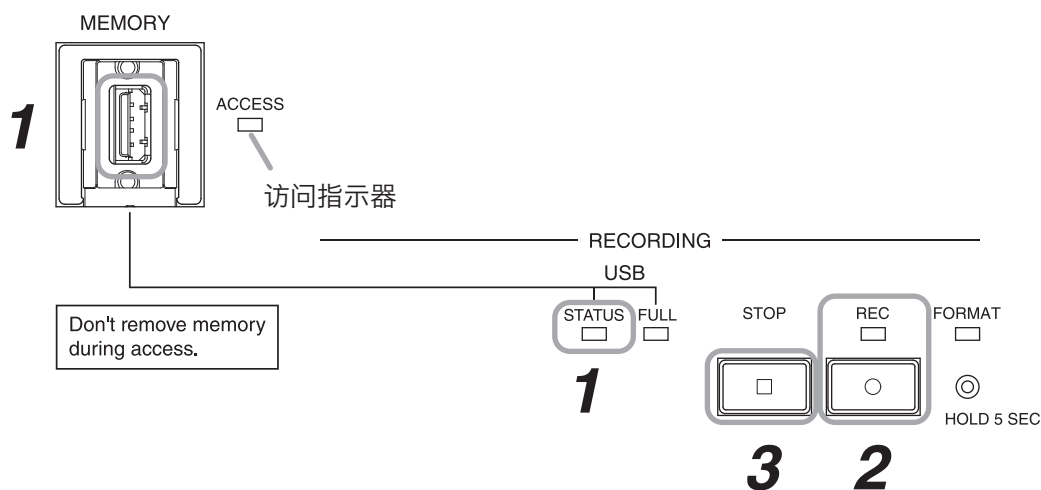 MEMORY
1
ACCESS
访问指示器
RECORDING
USB
Don't remove memory
during access.
STATUS
FULL
STOP
REC
FORMAT
1
HOLD 5 SEC
3
2